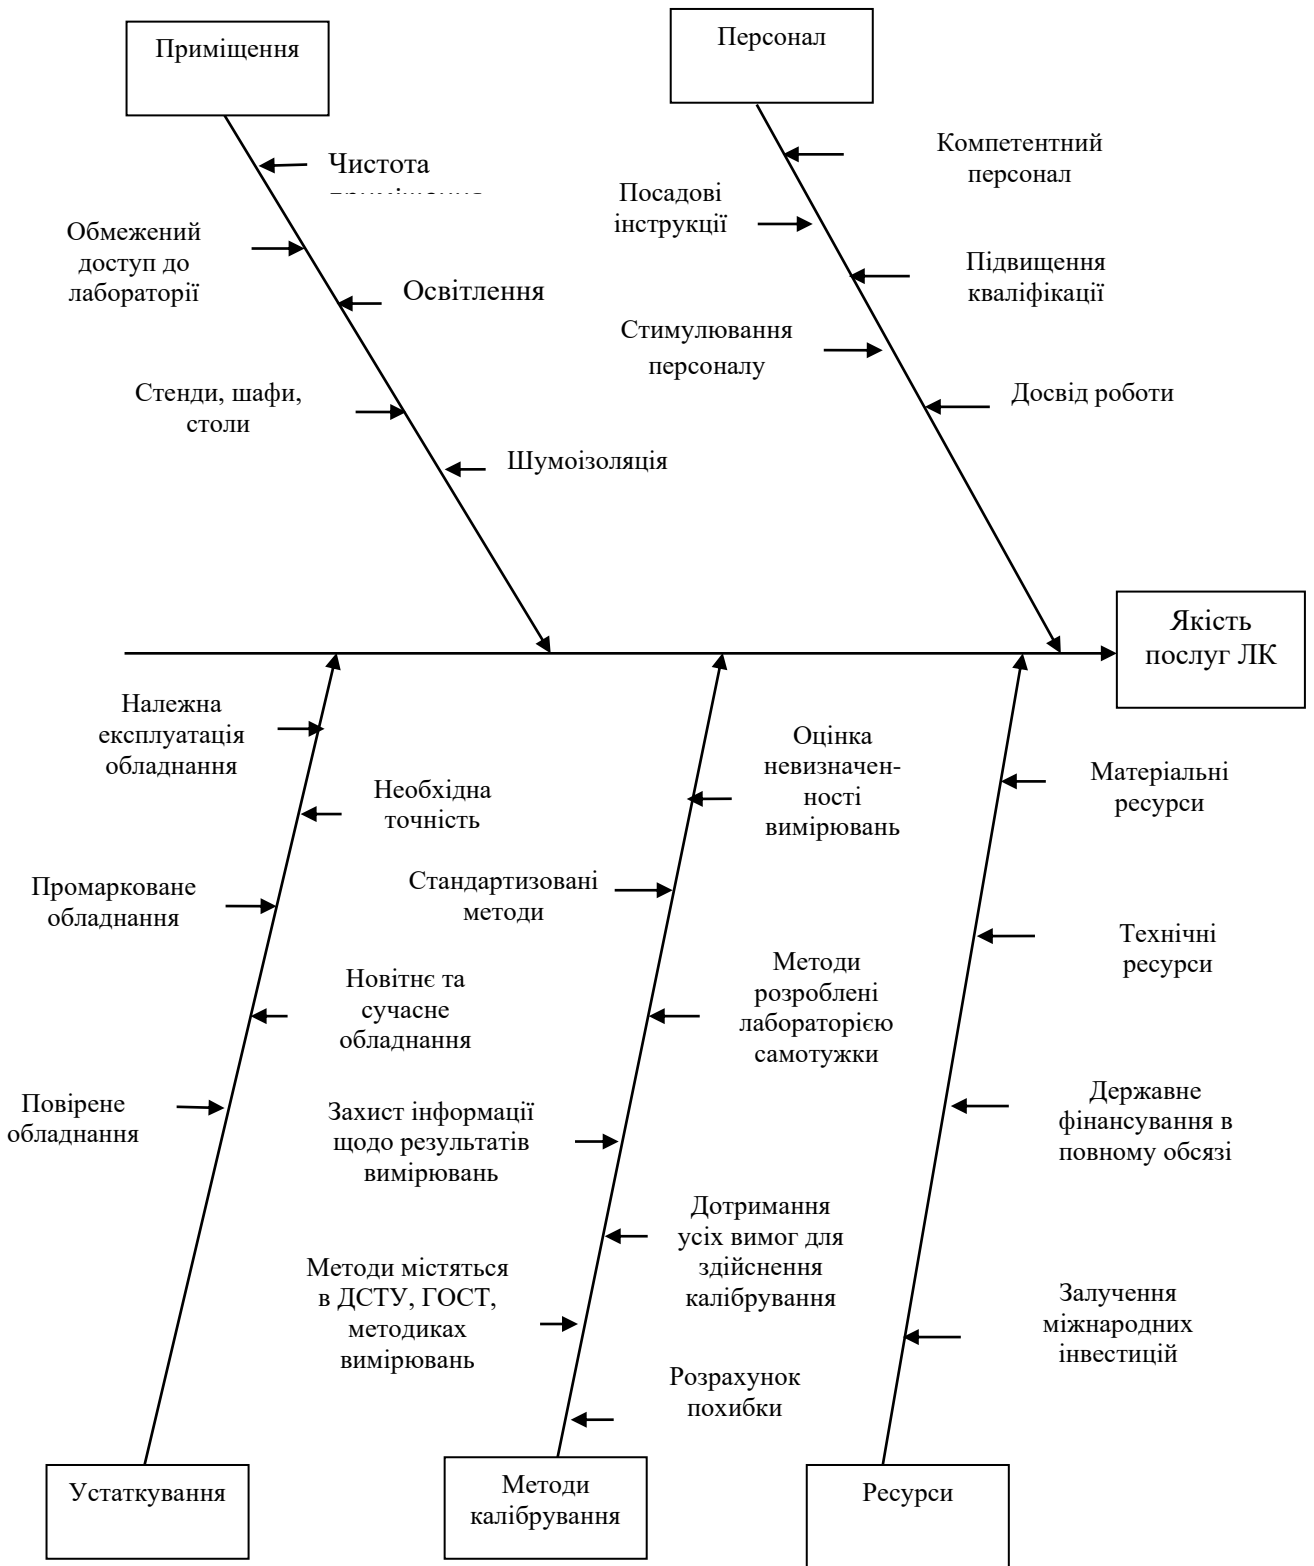 Приміщення
Персонал
Чистота
Компетентний
персонал
Посадові
інструкції
Обмежений
доступ до
лабораторії
Освітлення
Підвищення
кваліфікації
Стимулювання
персоналу
Стенди, шафи,
столи
Досвід роботи
Шумоізоляція
Якість
послуг ЛК
Належна
експлуатація
обладнання
Необхідна
точність
Оцінка
невизначен-
ності
вимірювань
Матеріальні
ресурси
Промарковане
обладнання
Стандартизовані
методи
Технічні
ресурси
Новітнє та
сучасне
обладнання
Методи
розроблені
лабораторією
самотужки
Повірене
обладнання
Захист інформації
щодо результатів
вимірювань
Державне
фінансування в
повному обсязі
Дотримання
усіх вимог для
здійснення
калібрування
Методи містяться
в ДСТУ, ГОСТ,
методиках
вимірювань
Залучення
міжнародних
інвестицій
Розрахунок
похибки
Устаткування
Методи
калібрування
Ресурси